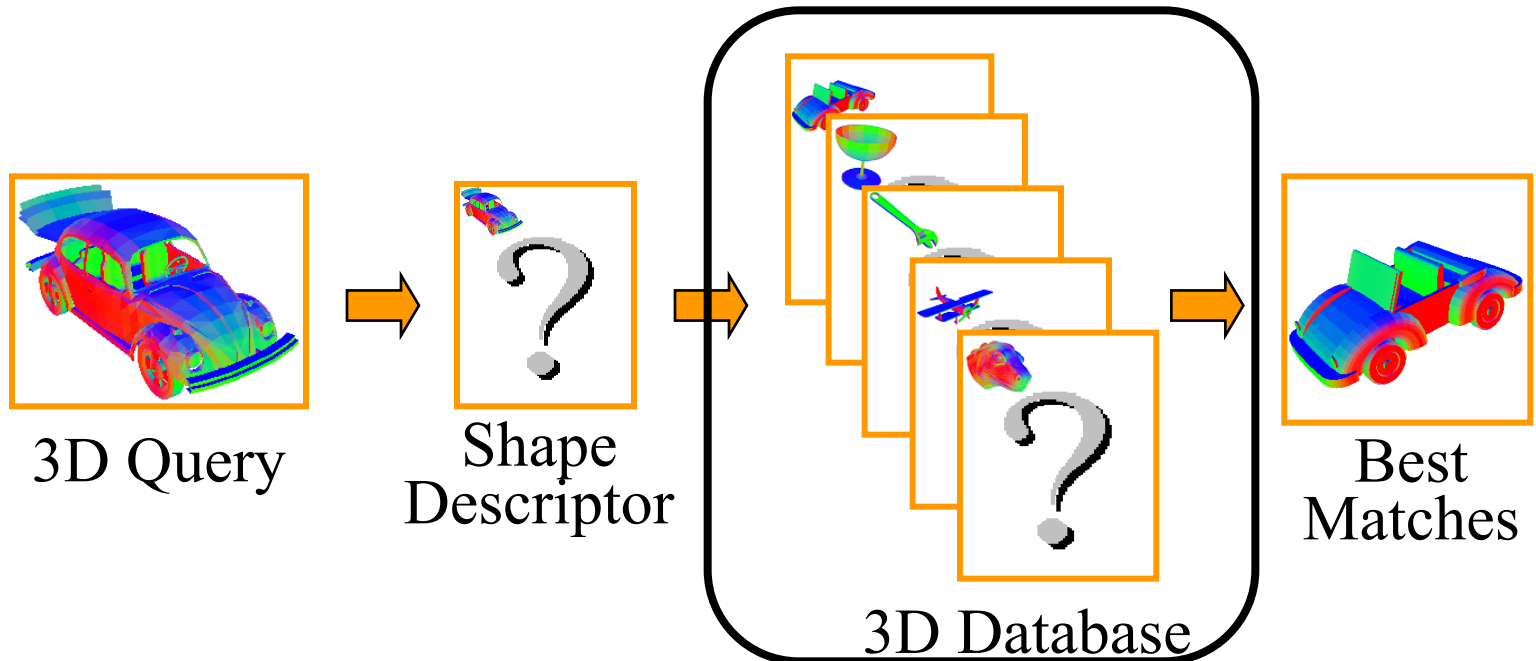 3D Query
Shape
Descriptor
3D Database
Best
Matches